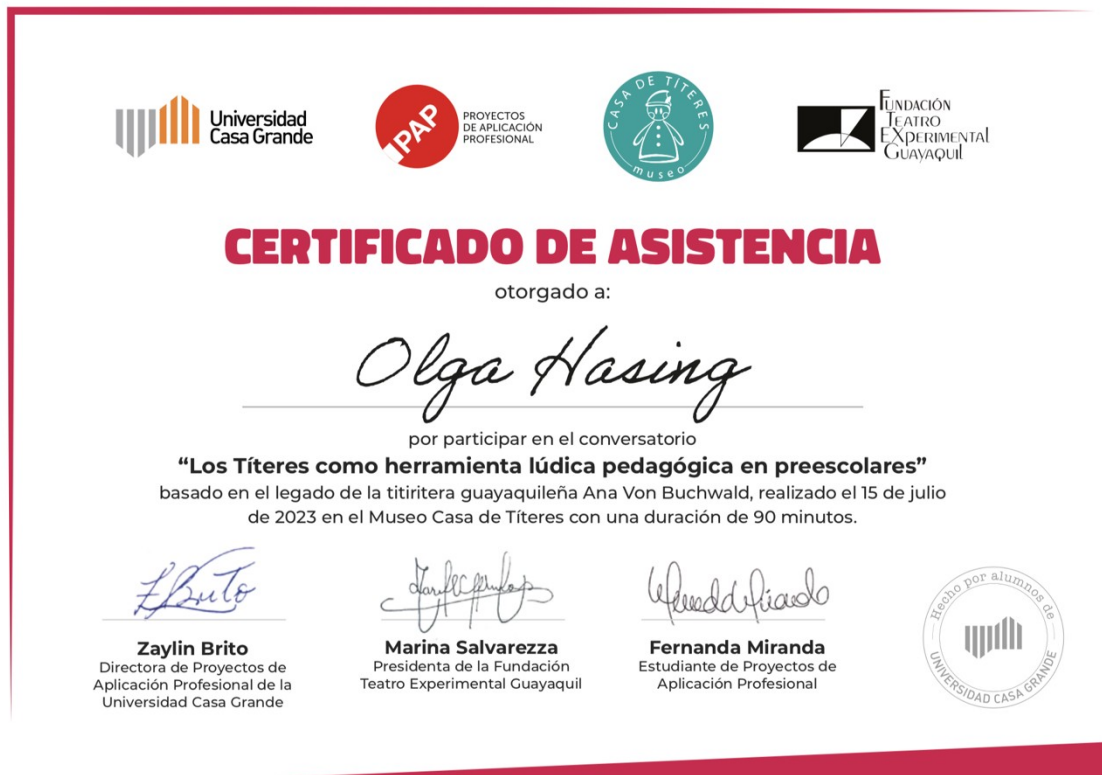 Universidad
Casa Grande
PAP
PROYECTOS
DE APLICACIÓN
PROFESIONAL
CASA DE TÍTERES
museo
FUNDACIÓN
TEATRO
EXPERIMENTAL
GUAYAQUIL
CERTIFICADO DE ASISTENCIA
otorgado a:
Olga Hasing
por participar en el conversatorio
“Los Títeres como herramienta lúdica pedagógica en preescolares”
basado en el legado de la titiritera guayaquileña Ana Von Buchwald, realizado el 15 de julio
de 2023 en el Museo Casa de Títeres con una duración de 90 minutos.
ZBrito
Zaylin Brito
Directora de Proyectos de
Aplicación Profesional de la
Universidad Casa Grande
Marina Salvarezza
Presidenta de la Fundación
Teatro Experimental Guayaquil
Fernanda Miranda
Estudiante de Proyectos de
Aplicación Profesional
Hecho por alumnos de
UNIVERSIDAD CASA GRANDE